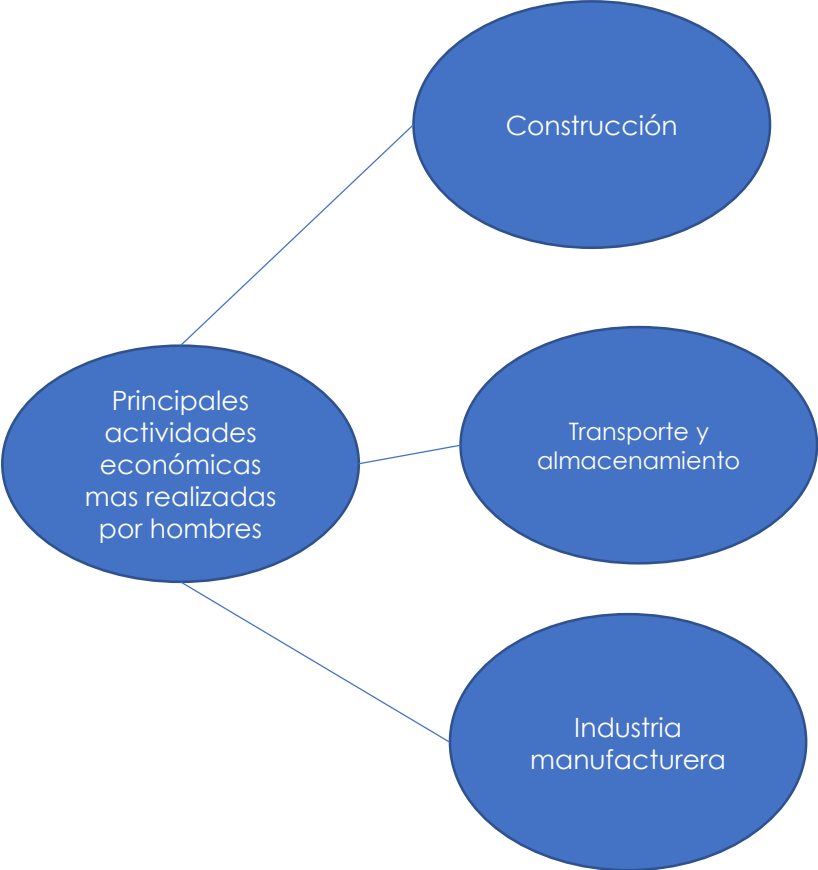 Construcción
Principales
actividades
económicas
mas realizadas
por hombres
Transporte y
almacenamiento
Industria
manufacturera